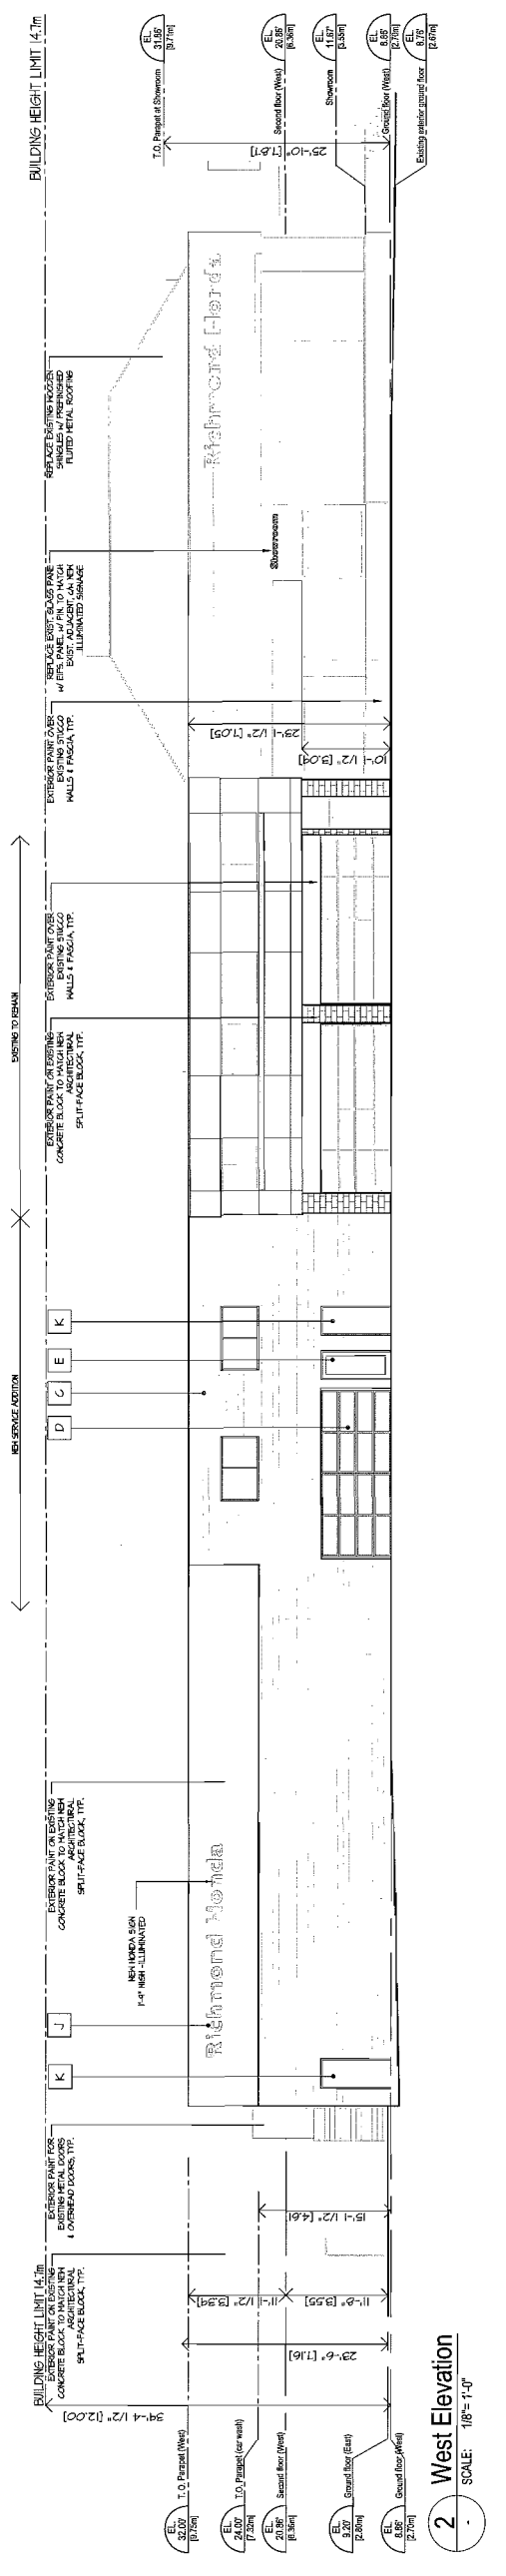 2
-
West Elevation
SCALE: 1/8"= 1'-0"
BUILDING HEIGHT LIMIT 14.7m
EL.
32.00'
[9.75m]
T. O. Parapet (West)
EL.
24.00'
[7.32m]
T.O. Parapet (car wash)
EL.
20.86'
[6.36m]
Second floor (West)
EL.
9.20'
[2.80m]
Ground floor (East)
EL.
8.86'
[2.70m]
Ground floor (West)
39'-4 1/2" [12.00]
23'-6" [7.16]
11'-1 1/2" [3.39]
11'-8" [3.55]
15'-1 1/2" [4.6]
EXTERIOR PAINT ON EXISTING
CONCRETE BLOCK TO MATCH NEW
ARCHITECTURAL
SPLIT-FACE BLOCK, TYP.
EXTERIOR PAINT FOR
EXISTING METAL DOORS
& OVERHEAD DOORS, TYP.
K
J
NEW HONDA SIGN
1'-9" HIGH - ILLUMINATED
Richmond Honda
EXTERIOR PAINT ON EXISTING
CONCRETE BLOCK TO MATCH NEW
ARCHITECTURAL
SPLIT-FACE BLOCK, TYP.
NEW SERVICE ADDITION
D
C
E
K
EXISTING TO REMAIN
EXTERIOR PAINT ON EXISTING
CONCRETE BLOCK TO MATCH NEW
ARCHITECTURAL
SPLIT-FACE BLOCK, TYP.
EXTERIOR PAINT OVER
EXISTING STUCCO
WALLS & FASCIA, TYP.
EXTERIOR PAINT OVER
EXISTING STUCCO
WALLS & FASCIA, TYP.
23'-1 1/2" [7.05]
10'-1 1/2" [3.09]
REPLACE EXIST. GLASS PANE
W/ EIFS. PANEL W/ FIN. TO MATCH
EXIST. ADJACENT, C/W NEW
ILLUMINATED SIGNAGE
Showroom
REPLACE EXISTING WOODEN
SHINGLES W/ PREFINISHED
FLUTED METAL ROOFING
Richmond Honda
BUILDING HEIGHT LIMIT 14.7m
25'-10" [7.87]
T.O. Parapet at Showroom
EL.
31.86'
[9.71m]
Second floor (West)
EL.
20.86'
[6.36m]
Showroom
EL.
11.67'
[3.55m]
Ground floor (West)
EL.
8.86'
[2.70m]
Existing exterior ground floor
EL.
8.76'
[2.67m]